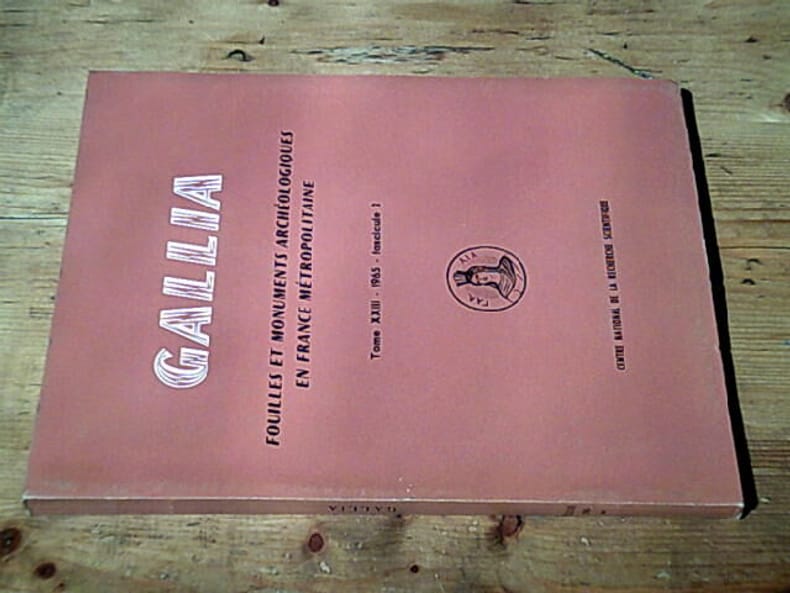 GALLIA
FOUILLES ET MONUMENTS ARCHÉOLOGIQUES
EN FRANCE MÉTROPOLITAINE
Tome XXIII - 1965 - fascicule 1
CENTRE NATIONAL DE LA RECHERCHE SCIENTIFIQUE
GALLIA